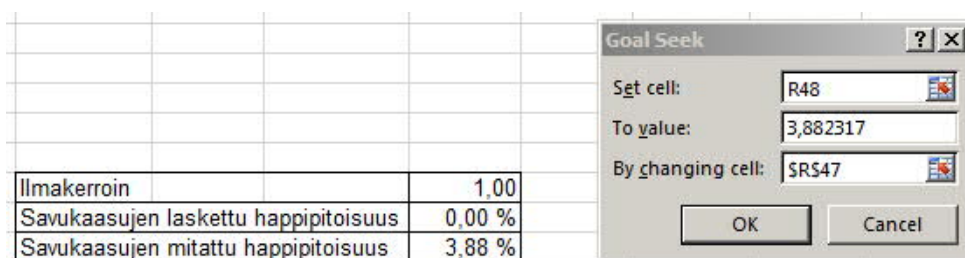 Goal Seek
Set cell: R48
To value: 3,882317
By changing cell: $R$47
OK Cancel
Ilmakerroin 1,00
Savukaasujen laskettu happipitoisuus 0,00 %
Savukaasujen mitattu happipitoisuus 3,88 %